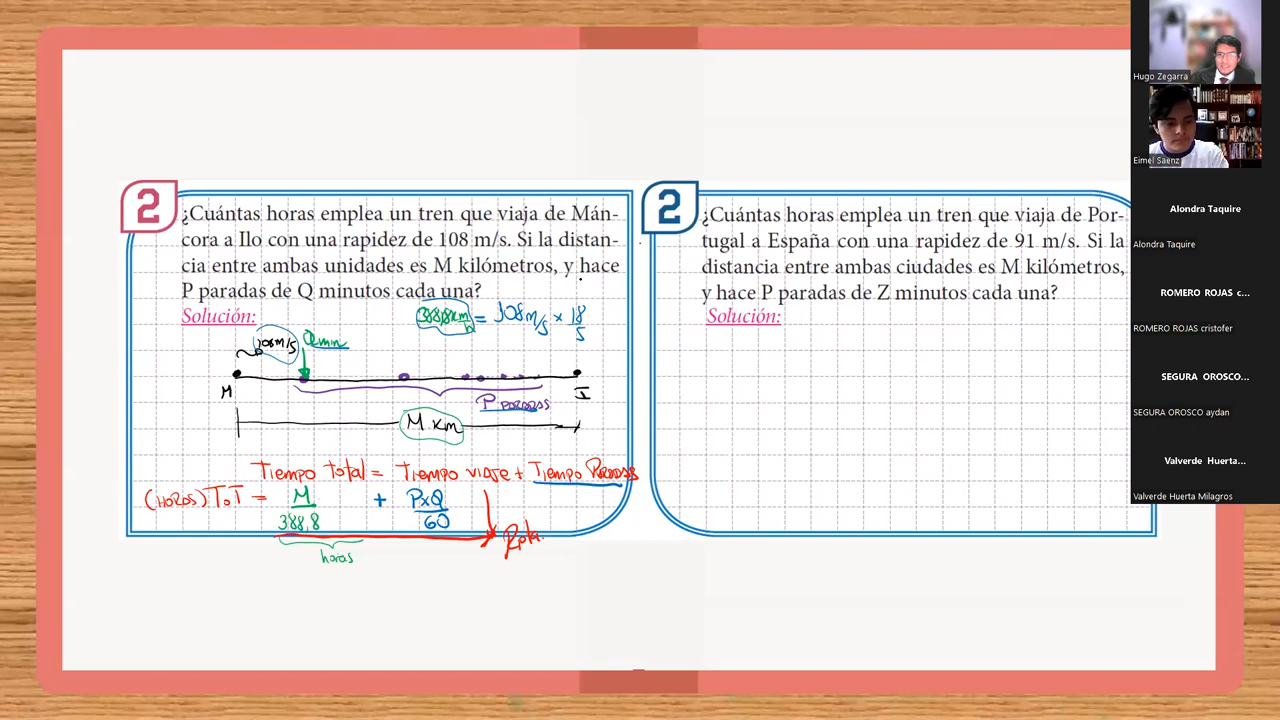 2
¿Cuántas horas emplea un tren que viaja de Mán-
cora a Ilo con una rapidez de 108 m/s. Si la distan-
cia entre ambas unidades es M kilómetros, y hace
P paradas de Q minutos cada una?
Solución:
388,8 km/h = 108 m/s × 18/5
108 m/s
Q min
M
I
P PARADAS
M Km
Tiempo total = Tiempo viaje + Tiempo Paradas
(HORAS) T.T = M/388,8 + PxQ/60
horas
Rpta.
2
¿Cuántas horas emplea un tren que viaja de Por-
tugal a España con una rapidez de 91 m/s. Si la
distancia entre ambas ciudades es M kilómetros,
y hace P paradas de Z minutos cada una?
Solución:
Hugo Zegarra
Eimel Saenz
Alondra Taquire
Alondra Taquire
ROMERO ROJAS c...
ROMERO ROJAS cristofer
SEGURA OROSCO...
SEGURA OROSCO aydan
Valverde Huerta...
Valverde Huerta Milagros